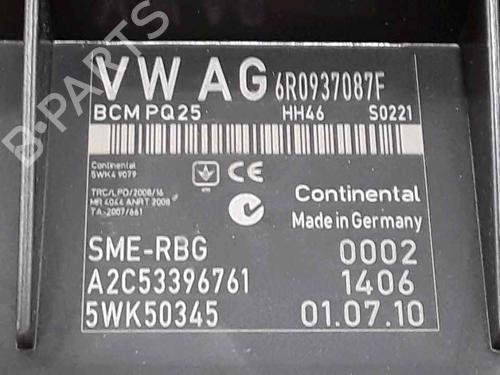 VW AG 6R0937087F
BCM PQ25 HH46 S0221
Continental
5WK4 9079
TRC/LPD/2008/16
MR 4044 ANRT 2008
TA-2007/661
CE
Continental
Made in Germany
SME-RBG 0002
A2C53396761 1406
5WK50345 01.07.10
B-PARTS